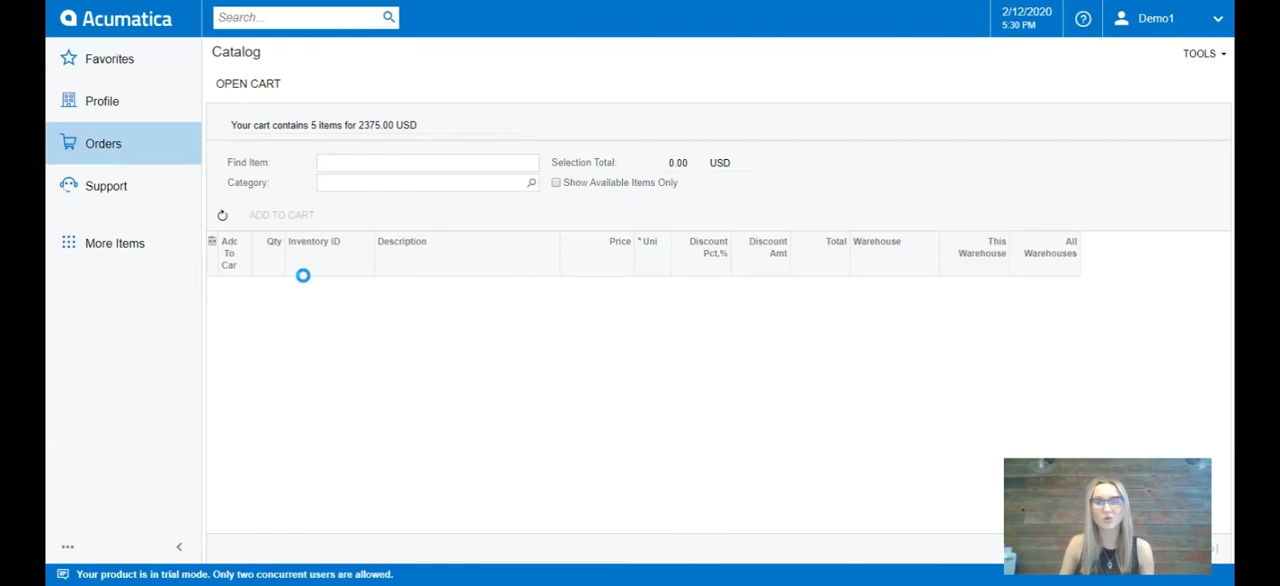 Acumatica
Search...
2/12/2020
5:30 PM
Demo1
Favorites
Profile
Orders
Support
More Items
Catalog
TOOLS
OPEN CART
Your cart contains 5 items for 2375.00 USD
Find Item:
Selection Total: 0.00 USD
Category:
Show Available Items Only
ADD TO CART
Add To Car
Qty
Inventory ID
Description
Price
* Uni
Discount Pct,%
Discount Amt
Total
Warehouse
This Warehouse
All Warehouses
Your product is in trial mode. Only two concurrent users are allowed.